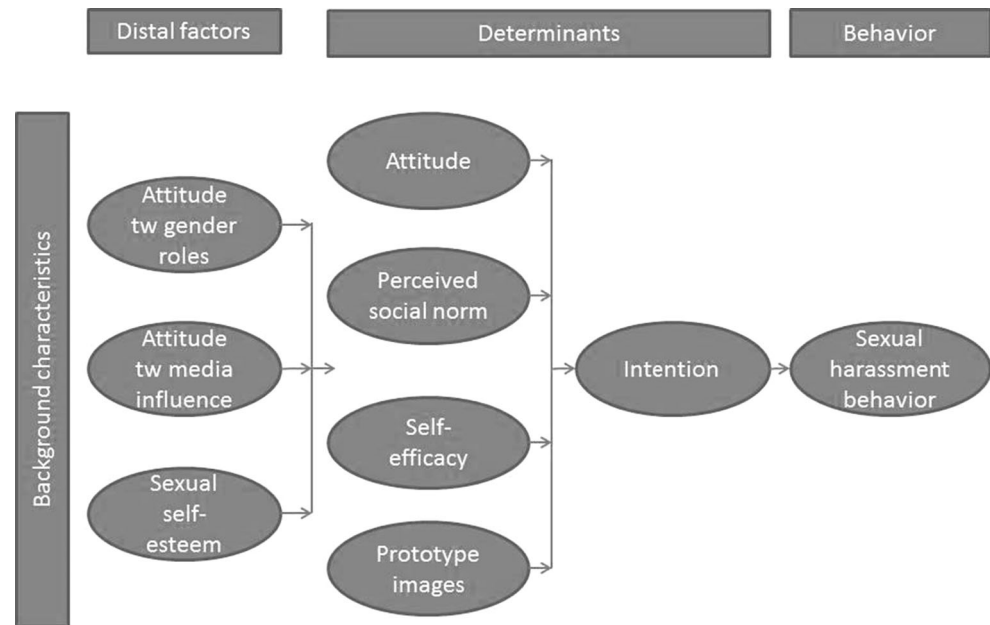 Distal factors
Determinants
Behavior
Background characteristics
Attitude
tw gender
roles
Attitude
tw media
influence
Sexual
self-
esteem
Attitude
Perceived
social norm
Self-
efficacy
Prototype
images
Intention
Sexual
harassment
behavior